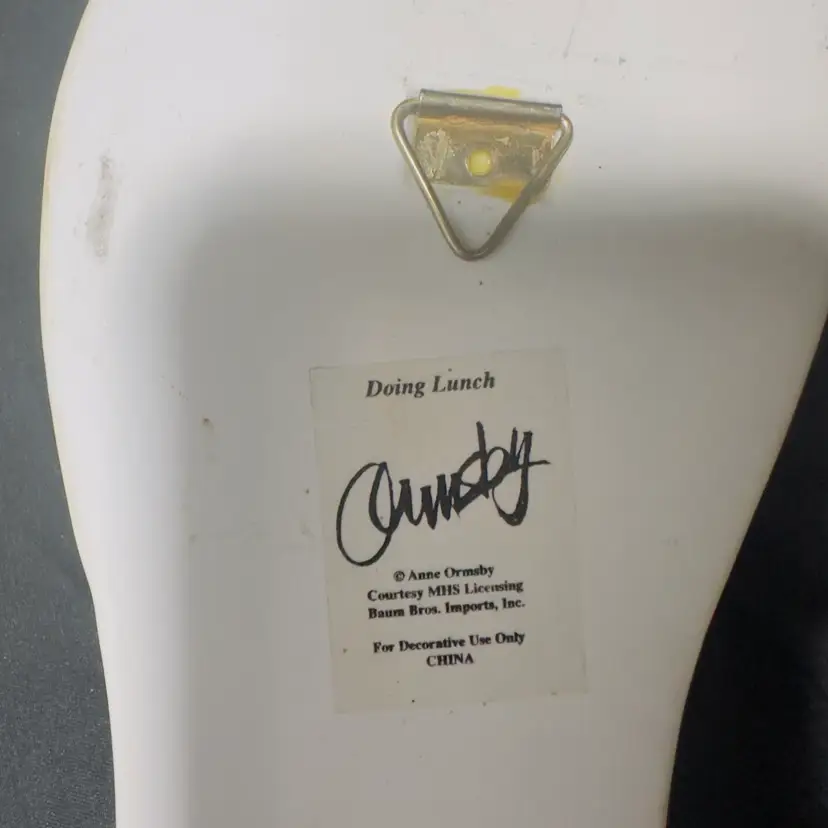 Doing Lunch
Ormsby
© Anne Ormsby
Courtesy MHS Licensing
Baum Bros. Imports, Inc.
For Decorative Use Only
CHINA